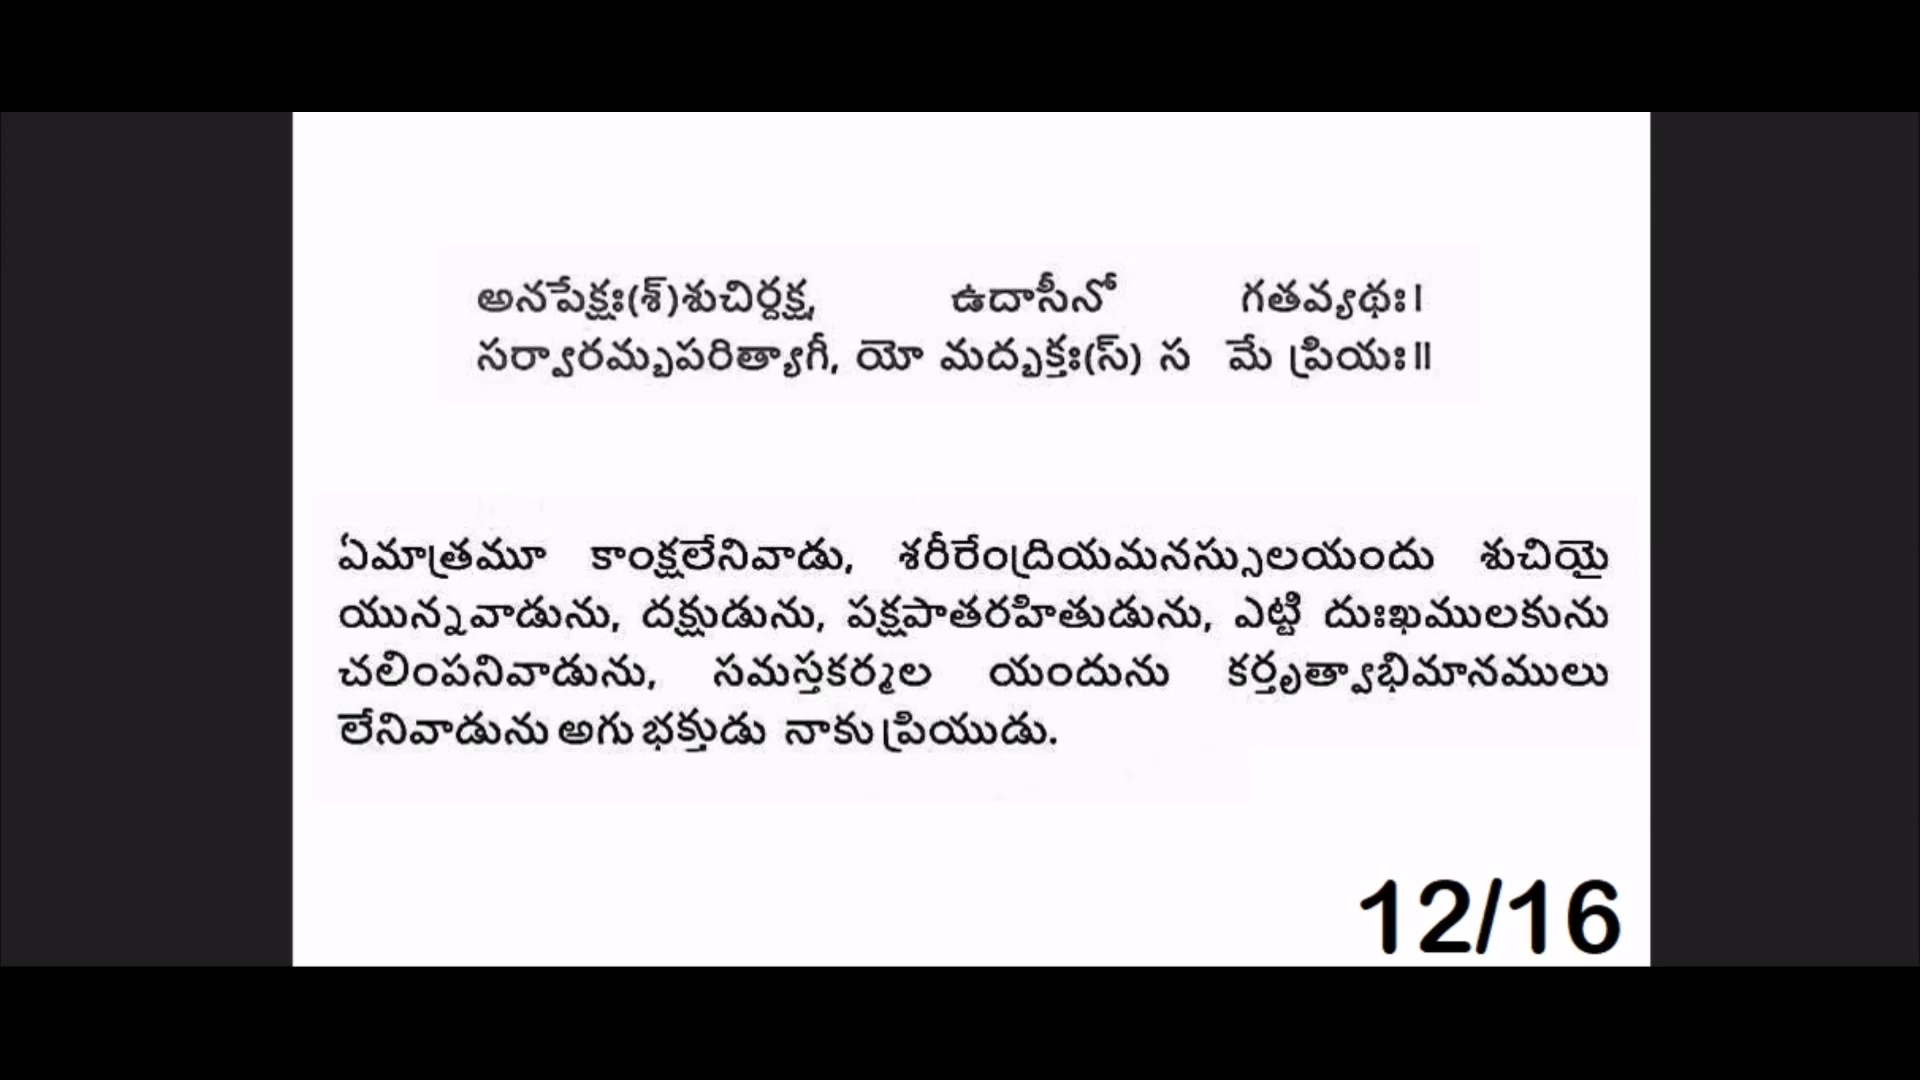 అనపేక్షః(శ్)శుచిర్దక్ష, ఉదాసీనో గతవ్యథః।
సర్వారమ్భపరిత్యాగీ, యో మద్భక్తః(స్) స మే ప్రియః॥
ఏమాత్రమూ కాంక్షలేనివాడు, శరీరేంద్రియమనస్సులయందు శుచియై
యున్నవాడును, దక్షుడును, పక్షపాతరహితుడును, ఎట్టి దుఃఖములకును
చలింపనివాడును, సమస్తకర్మల యందును కర్తృత్వాభిమానములు
లేనివాడును అగు భక్తుడు నాకు ప్రియుడు.
12/16